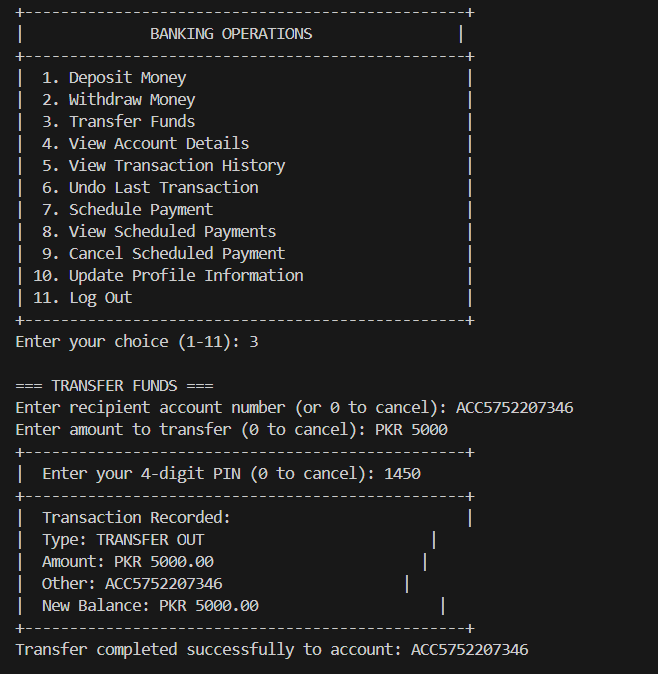 +-------------------------------------------------+
|              BANKING OPERATIONS                |
+-------------------------------------------------+
|  1. Deposit Money                               |
|  2. Withdraw Money                              |
|  3. Transfer Funds                              |
|  4. View Account Details                        |
|  5. View Transaction History                    |
|  6. Undo Last Transaction                       |
|  7. Schedule Payment                            |
|  8. View Scheduled Payments                     |
|  9. Cancel Scheduled Payment                    |
| 10. Update Profile Information                  |
| 11. Log Out                                     |
+-------------------------------------------------+
Enter your choice (1-11): 3

=== TRANSFER FUNDS ===
Enter recipient account number (or 0 to cancel): ACC5752207346
Enter amount to transfer (0 to cancel): PKR 5000
+-------------------------------------------------+
|  Enter your 4-digit PIN (0 to cancel): 1450
+-------------------------------------------------+
|  Transaction Recorded:                          |
|  Type: TRANSFER OUT                         |
|  Amount: PKR 5000.00                       |
|  Other: ACC5752207346                    |
|  New Balance: PKR 5000.00                    |
+-------------------------------------------------+
Transfer completed successfully to account: ACC5752207346